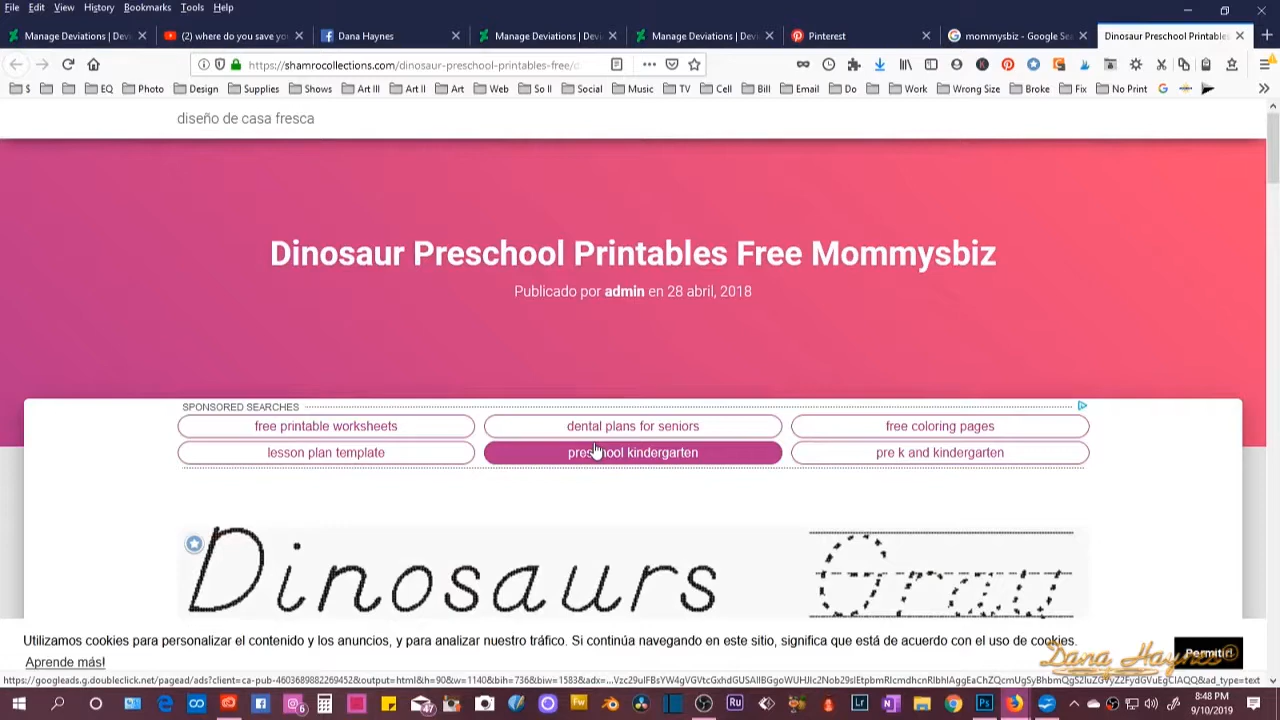 File Edit View History Bookmarks Tools Help
Manage Deviations | Devi
(2) where do you save yo
Dana Haynes
Manage Deviations | Devi
Manage Deviations | Devi
Pinterest
mommysbiz - Google Sea
Dinosaur Preschool Printables
https://shamrocollections.com/dinosaur-preschool-printables-free/d
$ EQ Photo Design Supplies Shows Art III Art II Art Web So II Social Music TV Cell Bill Email Do Work Wrong Size Broke Fix No Print
diseño de casa fresca
Dinosaur Preschool Printables Free Mommysbiz
Publicado por admin en 28 abril, 2018
SPONSORED SEARCHES
free printable worksheets dental plans for seniors free coloring pages
lesson plan template preschool kindergarten pre k and kindergarten
Dinosaurs Grau
Utilizamos cookies para personalizar el contenido y los anuncios, y para analizar nuestro tráfico. Si continúa navegando en este sitio, significa que está de acuerdo con el uso de cookies.
Aprende más!
Permitir!
Dana Haynes©
8:48 PM
9/10/2019